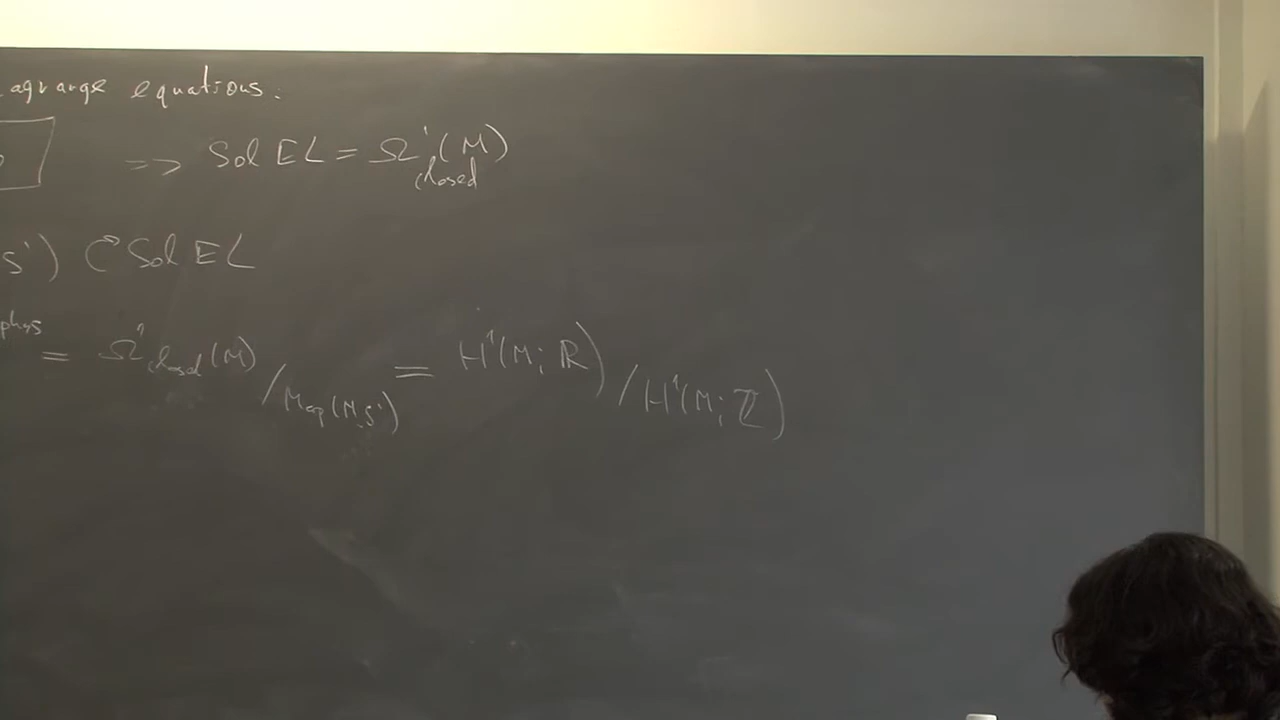 agrange equations:
=> Sol EL = Ω¹closed(M)
S¹) ↻ Sol EL
phys = Ω¹closed(M) / Map(M,S¹) = H¹(M; ℝ) / H¹(M; ℤ)